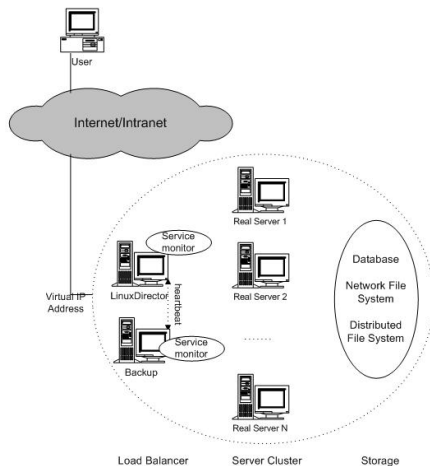 User
Internet/Intranet
Real Server 1
Service
monitor
Virtual IP
Address
LinuxDirector
heartbeat
Real Server 2
Database
Network File
System
Distributed
File System
Service
monitor
Backup
......
Real Server N
Load Balancer
Server Cluster
Storage